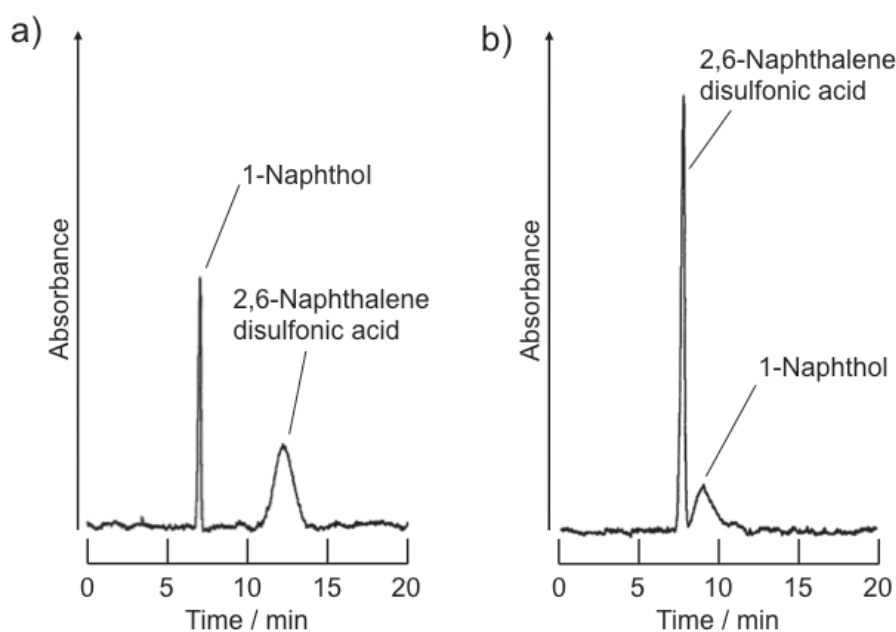 a)
1-Naphthol
2,6-Naphthalene
disulfonic acid
Absorbance
0 5 10 15 20
Time / min
b)
2,6-Naphthalene
disulfonic acid
1-Naphthol
Absorbance
0 5 10 15 20
Time / min